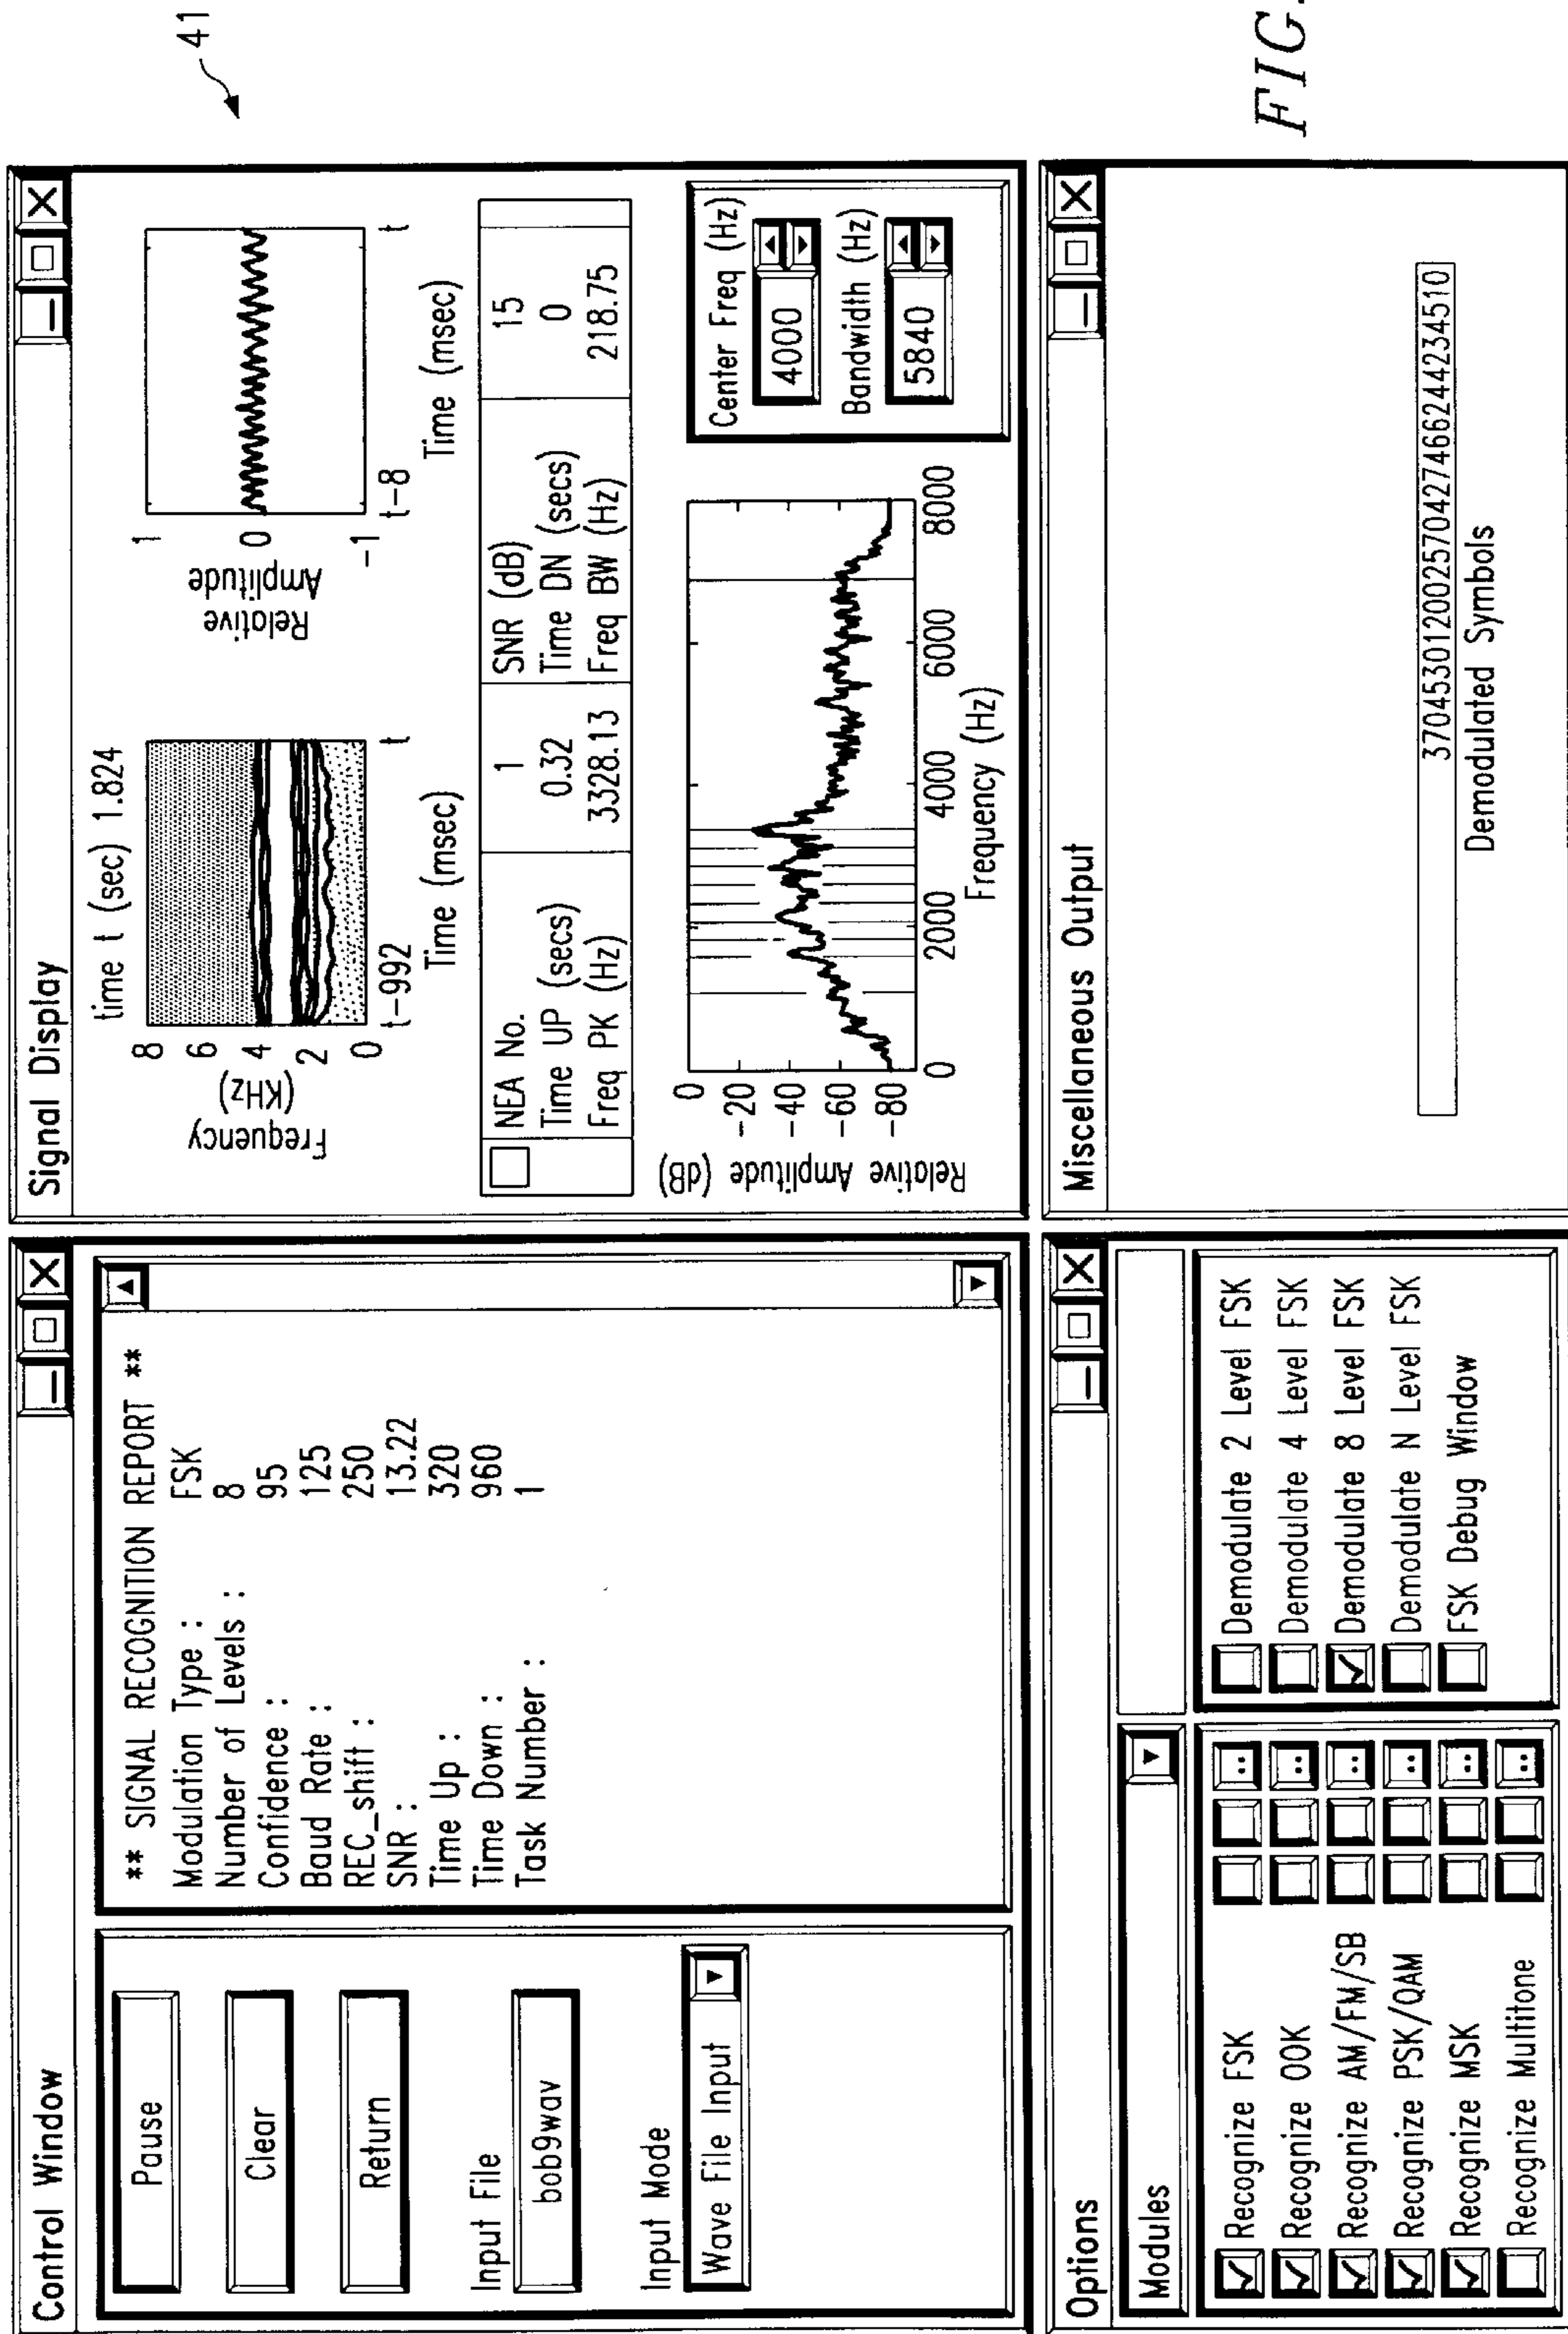 Control Window
Pause
Clear
Return
Input File
bob9wav
Input Mode
Wave File Input
** SIGNAL RECOGNITION REPORT **
Modulation Type : FSK
Number of Levels : 8
Confidence : 95
Baud Rate : 125
REC_shift : 250
SNR : 13.22
Time Up : 320
Time Down : 960
Task Number : 1
Signal Display
time t (sec) 1.824
Frequency
(KHz)
8
6
4
2
0
t-992
t
Time (msec)
Relative
Amplitude
1
0
-1
t-8
t
Time (msec)
NEA No. 1 SNR (dB) 15
Time UP (secs) 0.32 Time DN (secs) 0
Freq PK (Hz) 3328.13 Freq BW (Hz) 218.75
Relative Amplitude (dB)
0
-20
-40
-60
-80
0 2000 4000 6000 8000
Frequency (Hz)
Center Freq (Hz)
4000
Bandwidth (Hz)
5840
41
Options
Modules
Recognize FSK
Recognize OOK
Recognize AM/FM/SB
Recognize PSK/QAM
Recognize MSK
Recognize Multitone
Demodulate 2 Level FSK
Demodulate 4 Level FSK
Demodulate 8 Level FSK
Demodulate N Level FSK
FSK Debug Window
Miscellaneous Output
37045301200257042746624423451​0
Demodulated Symbols
FIG.